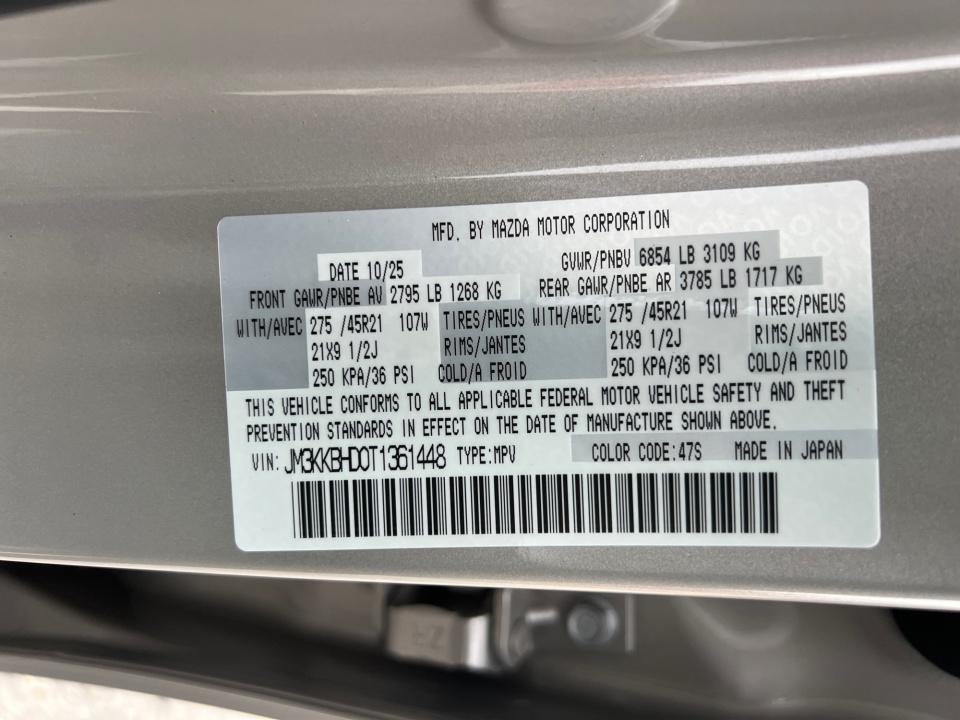 MFD. BY MAZDA MOTOR CORPORATION
DATE 10/25 GVWR/PNBV 6854 LB 3109 KG
FRONT GAWR/PNBE AV 2795 LB 1268 KG REAR GAWR/PNBE AR 3785 LB 1717 KG
WITH/AVEC 275 /45R21 107W TIRES/PNEUS WITH/AVEC 275 /45R21 107W TIRES/PNEUS
21X9 1/2J RIMS/JANTES 21X9 1/2J RIMS/JANTES
250 KPA/36 PSI COLD/A FROID 250 KPA/36 PSI COLD/A FROID
THIS VEHICLE CONFORMS TO ALL APPLICABLE FEDERAL MOTOR VEHICLE SAFETY AND THEFT
PREVENTION STANDARDS IN EFFECT ON THE DATE OF MANUFACTURE SHOWN ABOVE.
VIN: JM3KKBHD0T1361448 TYPE:MPV COLOR CODE:47S MADE IN JAPAN